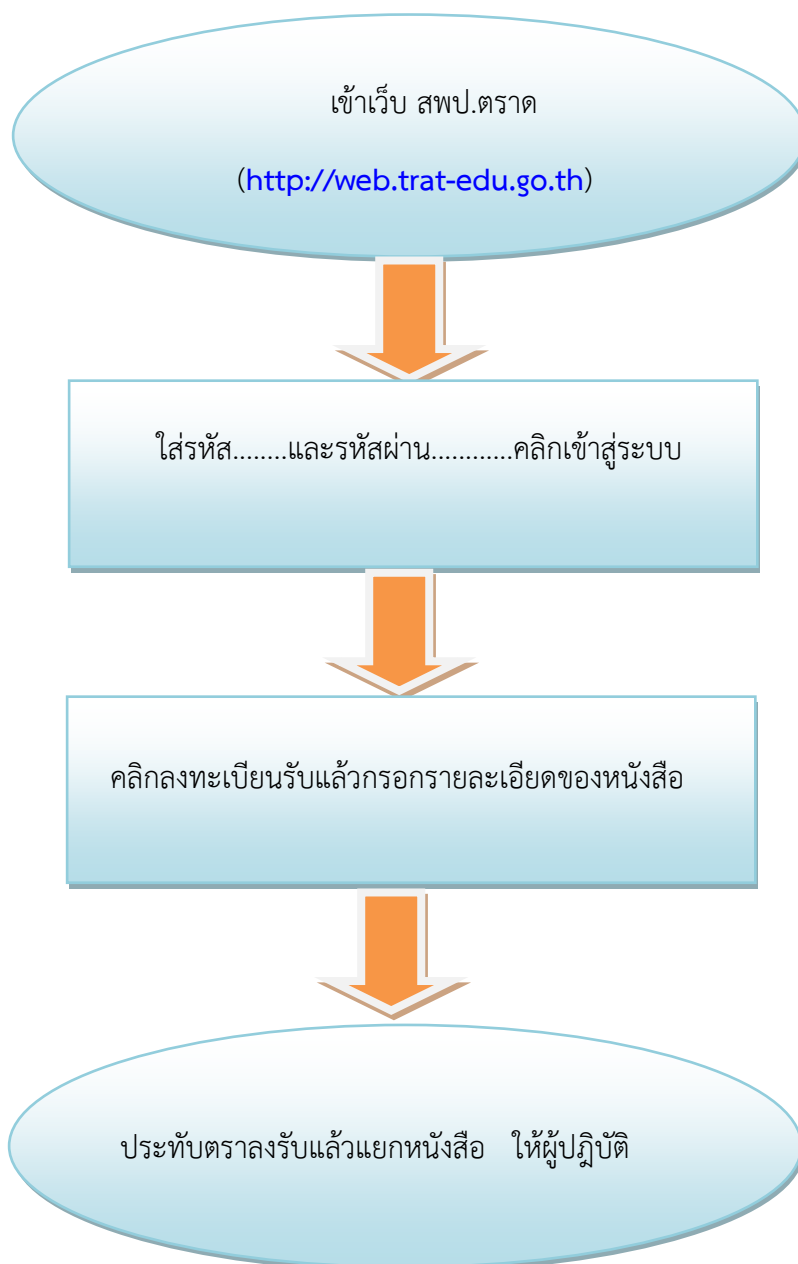 เข้าเว็บ สพป.ตราด
(http://web.trat-edu.go.th)
ใส่รหัส........และรหัสผ่าน............คลิกเข้าสู่ระบบ
คลิกลงทะเบียนรับแล้วกรอกรายละเอียดของหนังสือ
ประทับตราลงรับแล้วแยกหนังสือ ให้ผู้ปฎิบัติ